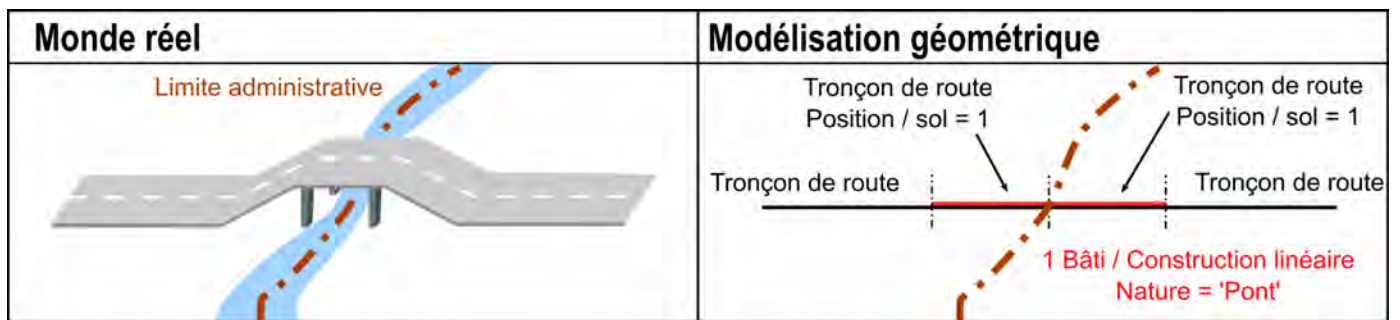 Monde réel
Modélisation géométrique
Limite administrative
Tronçon de route
Position / sol = 1
Tronçon de route
Position / sol = 1
Tronçon de route
Tronçon de route
1 Bâti / Construction linéaire
Nature = 'Pont'